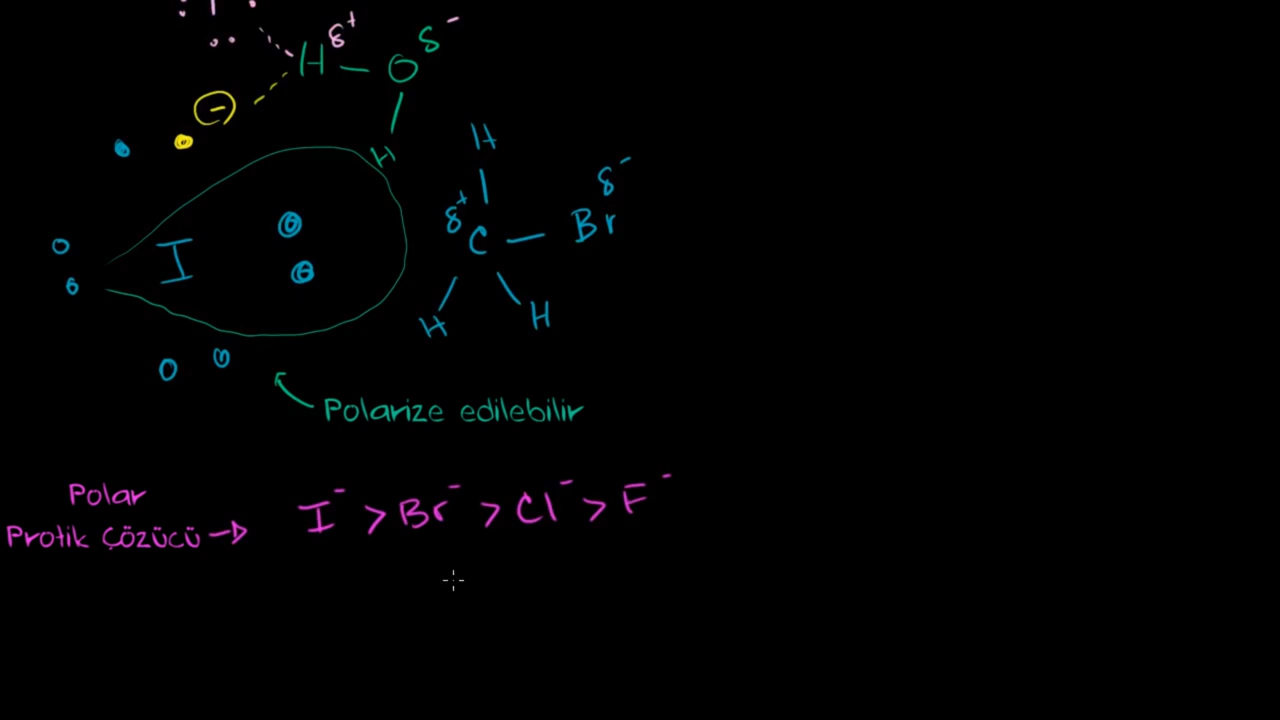 H δ+ — O δ-
−
H
H
δ+ C — Br δ-
I
H H
Polarize edilebilir
Polar
Protik Çözücü → I⁻ > Br⁻ > Cl⁻ > F⁻